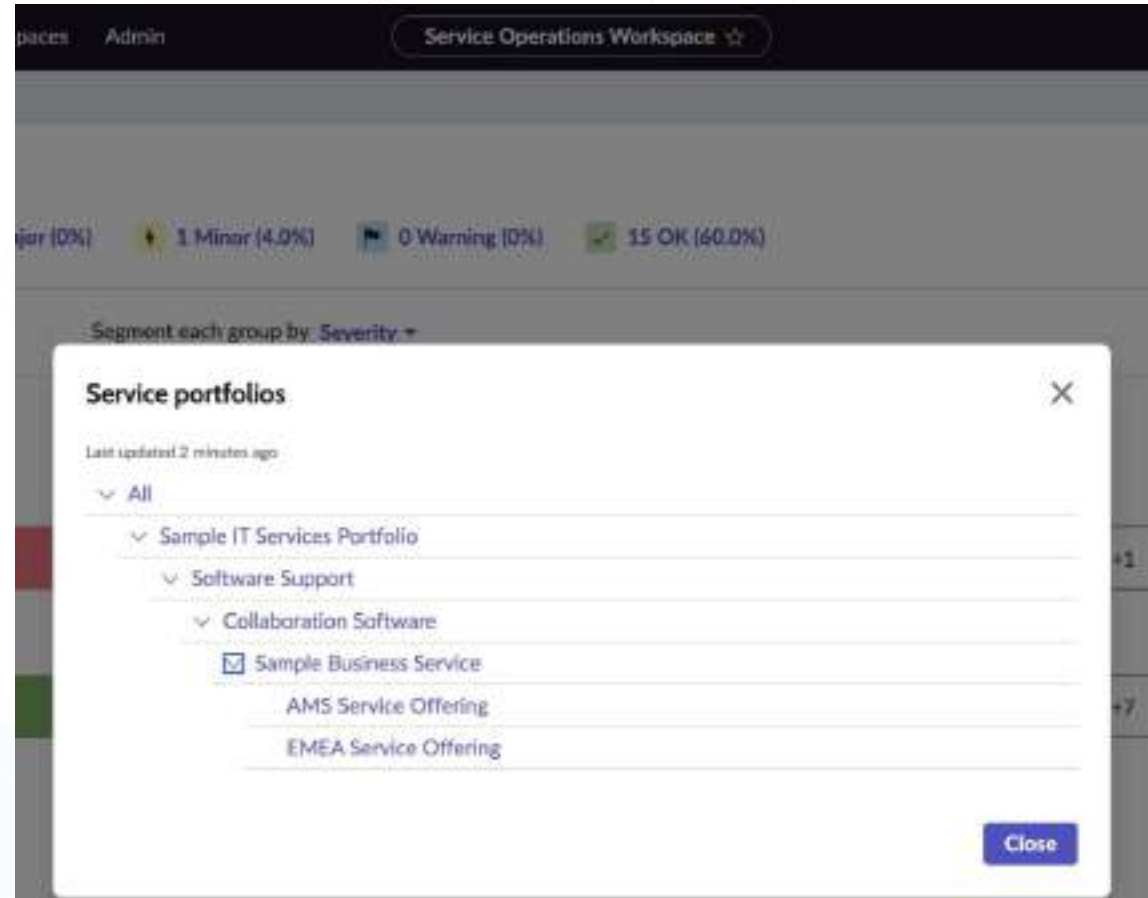 paces Admin Service Operations Workspace
jor (0%) 1 Minor (4.0%) 0 Warning (0%) 15 OK (60.0%)
Segment each group by Severity
Service portfolios
Last updated 2 minutes ago
All
Sample IT Services Portfolio
+1
Software Support
Collaboration Software
Sample Business Service
AMS Service Offering
+7
EMEA Service Offering
Close